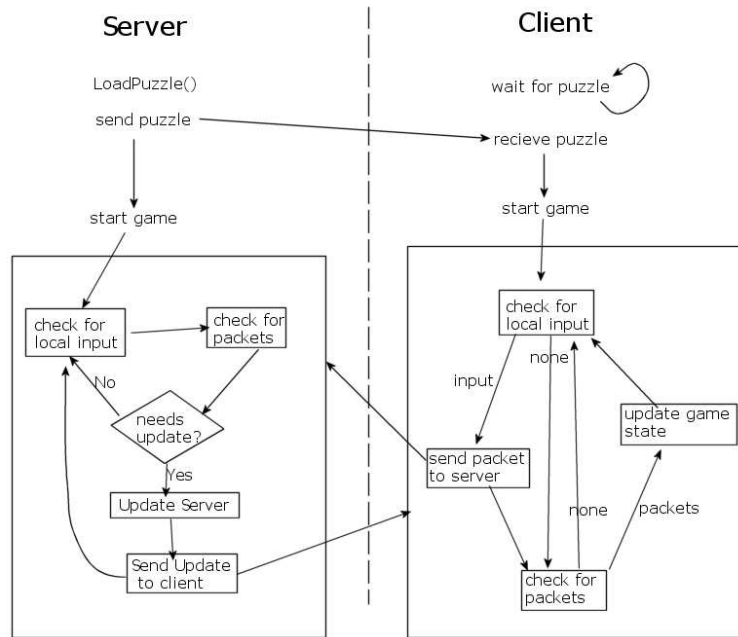 Server
LoadPuzzle()
send puzzle
start game
check for
local input
check for
packets
No
needs
update?
Yes
Update Server
Send Update
to client
Client
wait for puzzle
recieve puzzle
start game
check for
local input
input
none
update game
state
send packet
to server
none
packets
check for
packets